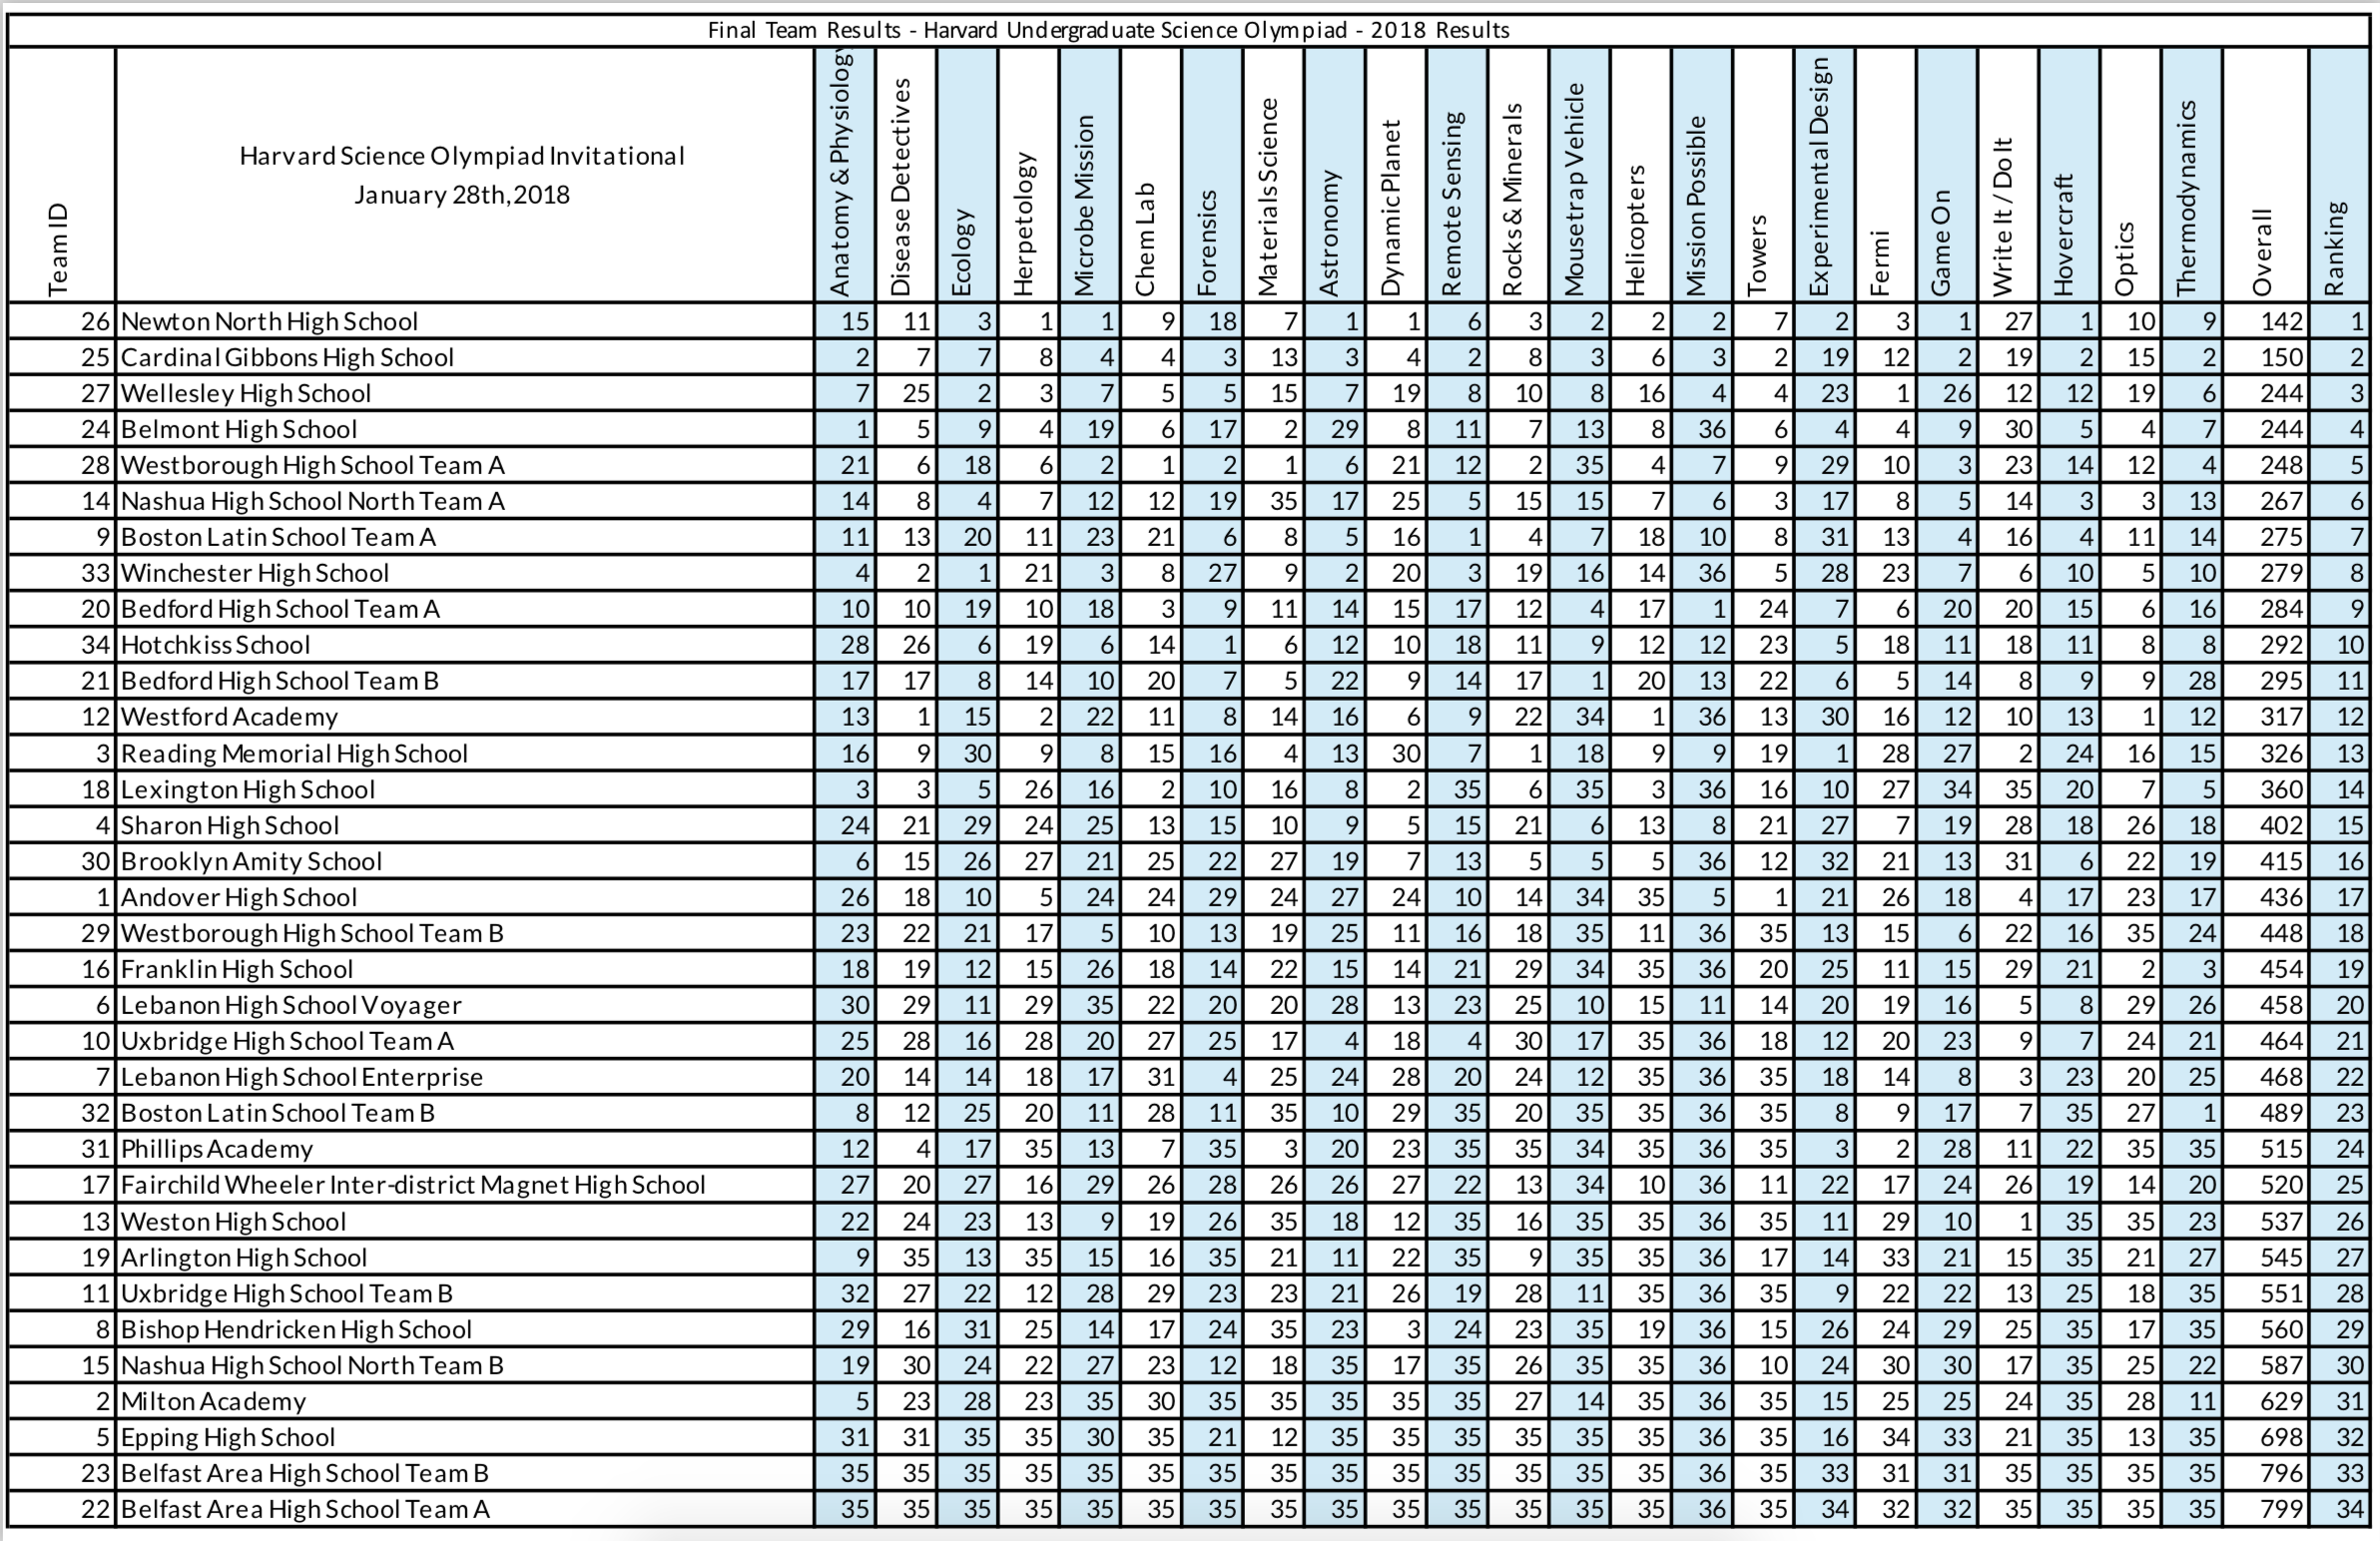 Final Team Results - Harvard Undergraduate Science Olympiad - 2018 Results
Team ID Harvard Science Olympiad Invitational January 28th,2018 Anatomy & Physiology Disease Detectives Ecology Herpetology Microbe Mission Chem Lab Forensics Materials Science Astronomy Dynamic Planet Remote Sensing Rocks & Minerals Mousetrap Vehicle Helicopters Mission Possible Towers Experimental Design Fermi Game On Write It / Do It Hovercraft Optics Thermodynamics Overall Ranking
26 Newton North High School 15 11 3 1 1 9 18 7 1 1 6 3 2 2 2 7 2 3 1 27 1 10 9 142 1
25 Cardinal Gibbons High School 2 7 7 8 4 4 3 13 3 4 2 8 3 6 3 2 19 12 2 19 2 15 2 150 2
27 Wellesley High School 7 25 2 3 7 5 5 15 7 19 8 10 8 16 4 4 23 1 26 12 12 19 6 244 3
24 Belmont High School 1 5 9 4 19 6 17 2 29 8 11 7 13 8 36 6 4 4 9 30 5 4 7 244 4
28 Westborough High School Team A 21 6 18 6 2 1 2 1 6 21 12 2 35 4 7 9 29 10 3 23 14 12 4 248 5
14 Nashua High School North Team A 14 8 4 7 12 12 19 35 17 25 5 15 15 7 6 3 17 8 5 14 3 3 13 267 6
9 Boston Latin School Team A 11 13 20 11 23 21 6 8 5 16 1 4 7 18 10 8 31 13 4 16 4 11 14 275 7
33 Winchester High School 4 2 1 21 3 8 27 9 2 20 3 19 16 14 36 5 28 23 7 6 10 5 10 279 8
20 Bedford High School Team A 10 10 19 10 18 3 9 11 14 15 17 12 4 17 1 24 7 6 20 20 15 6 16 284 9
34 Hotchkiss School 28 26 6 19 6 14 1 6 12 10 18 11 9 12 12 23 5 18 11 18 11 8 8 292 10
21 Bedford High School Team B 17 17 8 14 10 20 7 5 22 9 14 17 1 20 13 22 6 5 14 8 9 9 28 295 11
12 Westford Academy 13 1 15 2 22 11 8 14 16 6 9 22 34 1 36 13 30 16 12 10 13 1 12 317 12
3 Reading Memorial High School 16 9 30 9 8 15 16 4 13 30 7 1 18 9 9 19 1 28 27 2 24 16 15 326 13
18 Lexington High School 3 3 5 26 16 2 10 16 8 2 35 6 35 3 36 16 10 27 34 35 20 7 5 360 14
4 Sharon High School 24 21 29 24 25 13 15 10 9 5 15 21 6 13 8 21 27 7 19 28 18 26 18 402 15
30 Brooklyn Amity School 6 15 26 27 21 25 22 27 19 7 13 5 5 5 36 12 32 21 13 31 6 22 19 415 16
1 Andover High School 26 18 10 5 24 24 29 24 27 24 10 14 34 35 5 1 21 26 18 4 17 23 17 436 17
29 Westborough High School Team B 23 22 21 17 5 10 13 19 25 11 16 18 35 11 36 35 13 15 6 22 16 35 24 448 18
16 Franklin High School 18 19 12 15 26 18 14 22 15 14 21 29 34 35 36 20 25 11 15 29 21 2 3 454 19
6 Lebanon High School Voyager 30 29 11 29 35 22 20 20 28 13 23 25 10 15 11 14 20 19 16 5 8 29 26 458 20
10 Uxbridge High School Team A 25 28 16 28 20 27 25 17 4 18 4 30 17 35 36 18 12 20 23 9 7 24 21 464 21
7 Lebanon High School Enterprise 20 14 14 18 17 31 4 25 24 28 20 24 12 35 36 35 18 14 8 3 23 20 25 468 22
32 Boston Latin School Team B 8 12 25 20 11 28 11 35 10 29 35 20 35 35 36 35 8 9 17 7 35 27 1 489 23
31 Phillips Academy 12 4 17 35 13 7 35 3 20 23 35 35 34 35 36 35 3 2 28 11 22 35 35 515 24
17 Fairchild Wheeler Inter-district Magnet High School 27 20 27 16 29 26 28 26 26 27 22 13 34 10 36 11 22 17 24 26 19 14 20 520 25
13 Weston High School 22 24 23 13 9 19 26 35 18 12 35 16 35 35 36 35 11 29 10 1 35 35 23 537 26
19 Arlington High School 9 35 13 35 15 16 35 21 11 22 35 9 35 35 36 17 14 33 21 15 35 21 27 545 27
11 Uxbridge High School Team B 32 27 22 12 28 29 23 23 21 26 19 28 11 35 36 35 9 22 22 13 25 18 35 551 28
8 Bishop Hendricken High School 29 16 31 25 14 17 24 35 23 3 24 23 35 19 36 15 26 24 29 25 35 17 35 560 29
15 Nashua High School North Team B 19 30 24 22 27 23 12 18 35 17 35 26 35 35 36 10 24 30 30 17 35 25 22 587 30
2 Milton Academy 5 23 28 23 35 30 35 35 35 35 35 27 14 35 36 35 15 25 25 24 35 28 11 629 31
5 Epping High School 31 31 35 35 30 35 21 12 35 35 35 35 35 35 36 35 16 34 33 21 35 13 35 698 32
23 Belfast Area High School Team B 35 35 35 35 35 35 35 35 35 35 35 35 35 35 36 35 33 31 31 35 35 35 35 796 33
22 Belfast Area High School Team A 35 35 35 35 35 35 35 35 35 35 35 35 35 35 36 35 34 32 32 35 35 35 35 799 34